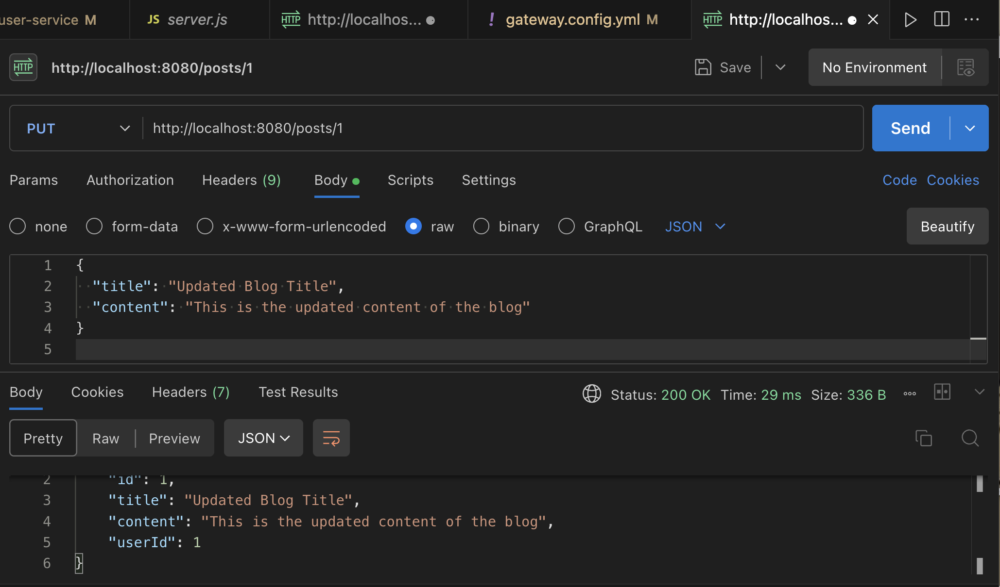 user-service M JS server.js HTTP http://localhos... ! gateway.config.yml M HTTP http://localhos...
HTTP http://localhost:8080/posts/1 Save No Environment
PUT http://localhost:8080/posts/1 Send
Params Authorization Headers (9) Body Scripts Settings Code Cookies
none form-data x-www-form-urlencoded raw binary GraphQL JSON Beautify
1 {
2 "title": "Updated Blog Title",
3 "content": "This is the updated content of the blog"
4 }
5
Body Cookies Headers (7) Test Results Status: 200 OK Time: 29 ms Size: 336 B
Pretty Raw Preview JSON
2 "id": 1,
3 "title": "Updated Blog Title",
4 "content": "This is the updated content of the blog",
5 "userId": 1
6 }